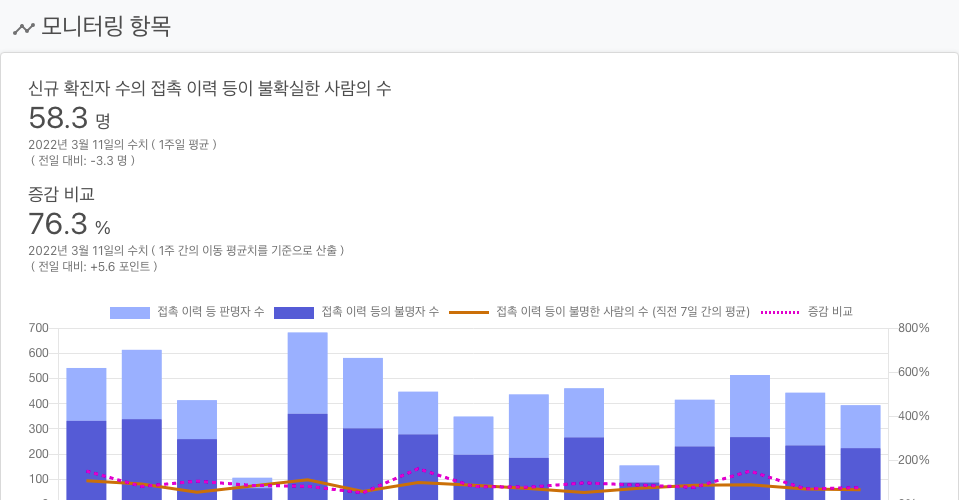 모니터링 항목
신규 확진자 수의 접촉 이력 등이 불확실한 사람의 수
58.3 명
2022년 3월 11일의 수치 ( 1주일 평균 )
( 전일 대비: -3.3 명 )
증감 비교
76.3 %
2022년 3월 11일의 수치 ( 1주 간의 이동 평균치를 기준으로 산출 )
( 전일 대비: +5.6 포인트 )
접촉 이력 등 판명자 수 접촉 이력 등의 불명자 수 접촉 이력 등이 불명한 사람의 수 (직전 7일 간의 평균) 증감 비교
700 800%
600
500 600%
400 400%
300
200 200%
100